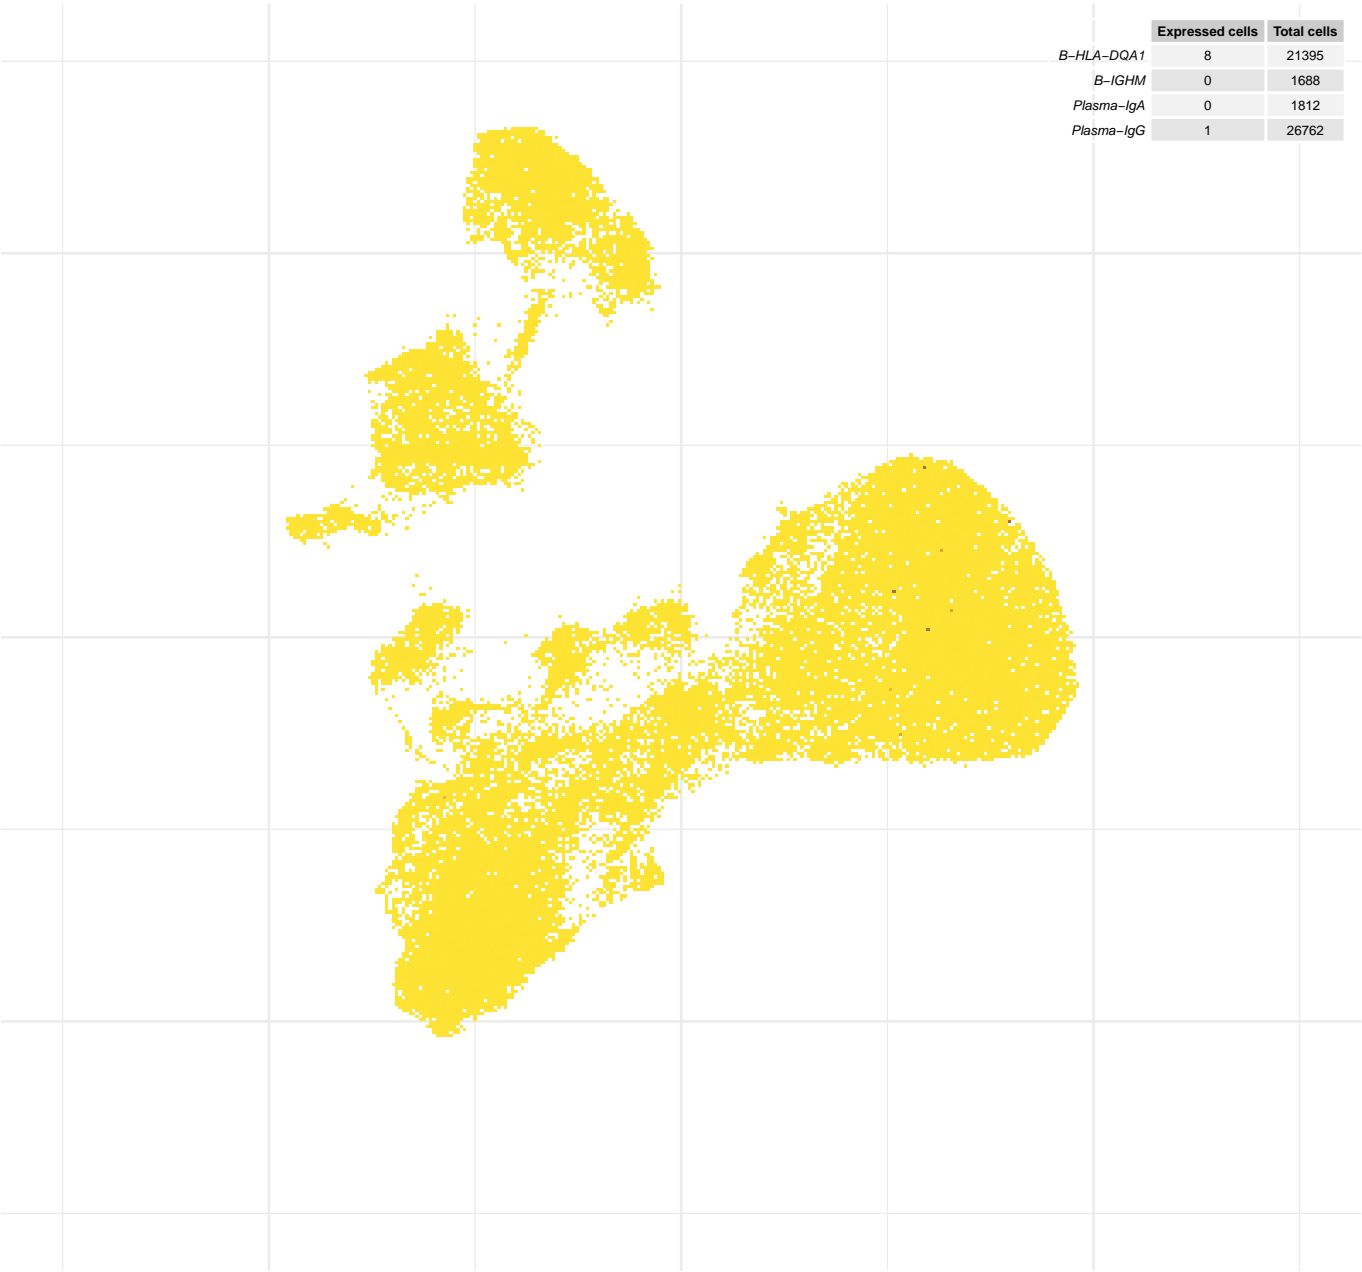 Expressed cells Total cells
B−HLA−DQA1 8 21395
B−IGHM 0 1688
Plasma−IgA 0 1812
Plasma−IgG 1 26762